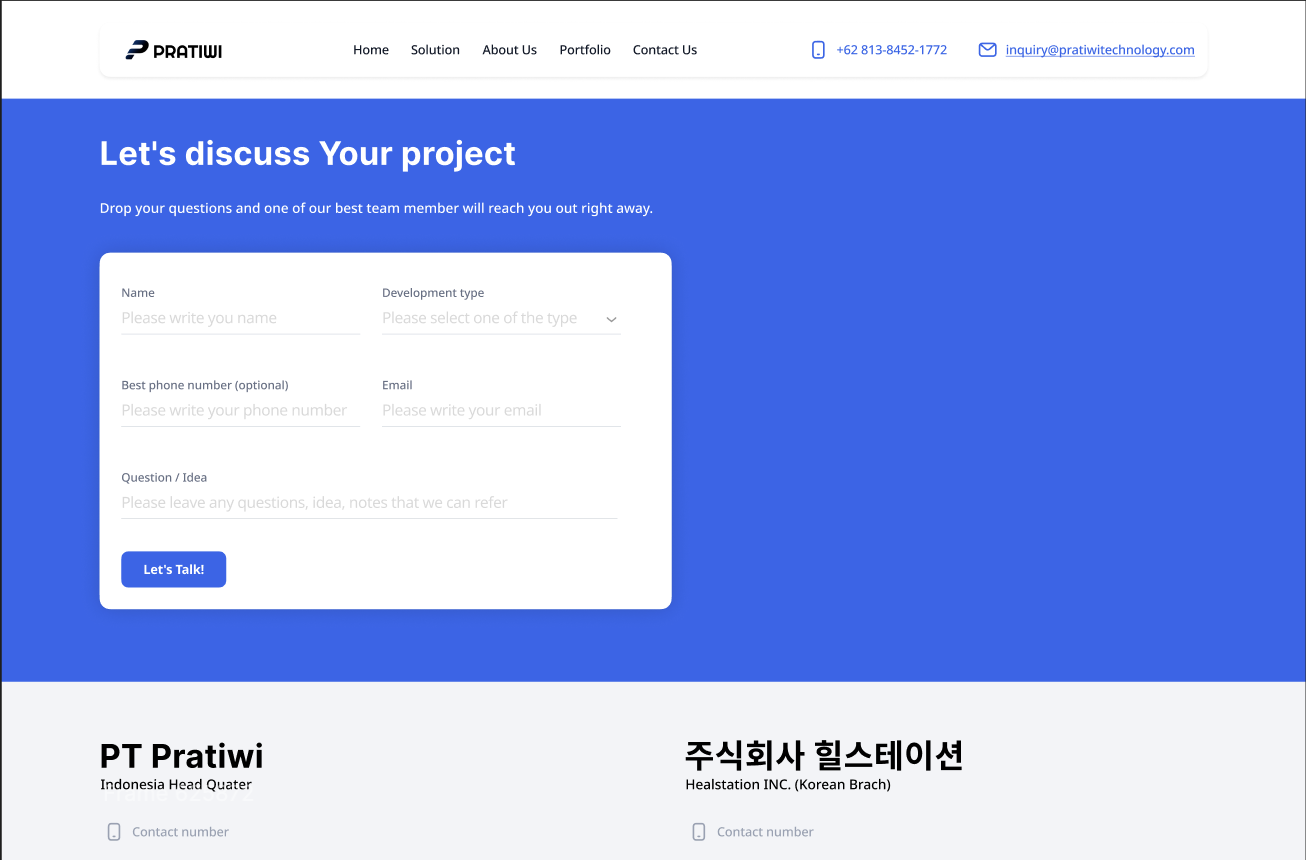 PRATIWI
Home Solution About Us Portfolio Contact Us
+62 813-8452-1772
inquiry@pratiwitechnology.com
Let's discuss Your project
Drop your questions and one of our best team member will reach you out right away.
Name
Please write you name
Development type
Please select one of the type
Best phone number (optional)
Please write your phone number
Email
Please write your email
Question / Idea
Please leave any questions, idea, notes that we can refer
Let's Talk!
PT Pratiwi
Indonesia Head Quater
Contact number
주식회사 힐스테이션
Healstation INC. (Korean Brach)
Contact number